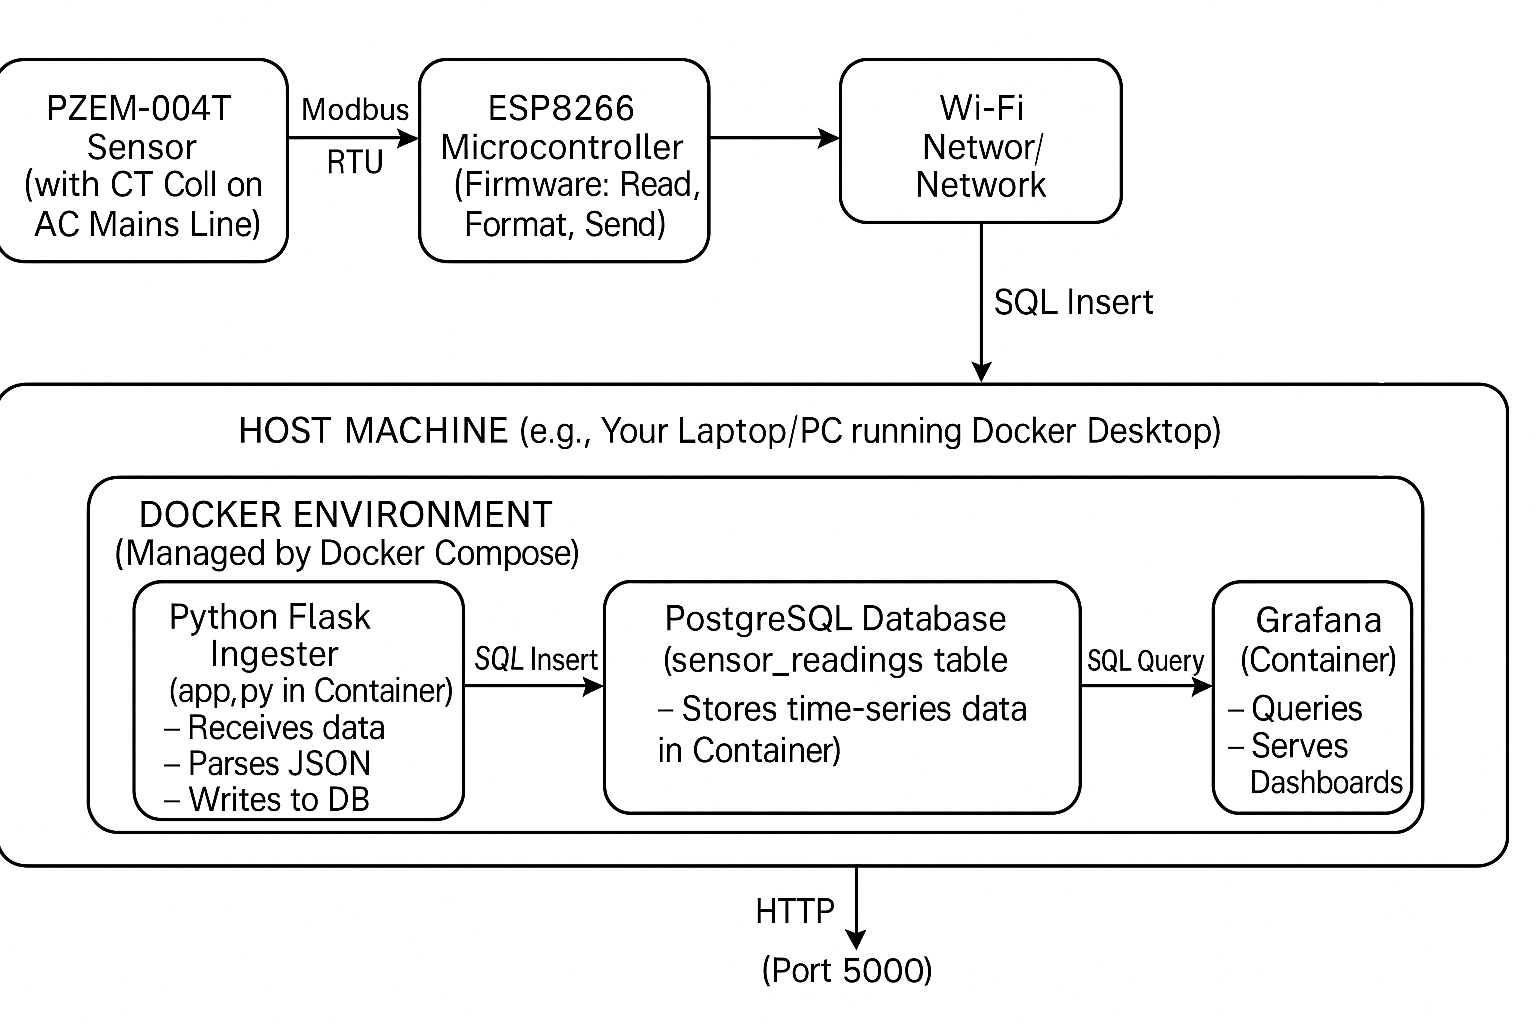 PZEM-004T
Sensor
(with CT Coll on
AC Mains Line)
Modbus
RTU
ESP8266
Microcontroller
(Firmware: Read,
Format, Send)
Wi-Fi
Networ/
Network
SQL Insert
HOST MACHINE (e.g., Your Laptop/PC running Docker Desktop)
DOCKER ENVIRONMENT
(Managed by Docker Compose)
Python Flask
Ingester
(app,py in Container)
– Receives data
– Parses JSON
– Writes to DB
SQL Insert
PostgreSQL Database
(sensor_readings table
– Stores time-series data
in Container)
SQL Query
Grafana
(Container)
– Queries
– Serves
Dashboards
HTTP
(Port 5000)